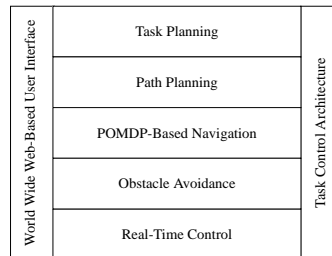 World Wide Web-Based User Interface
Task Planning
Path Planning
POMDP-Based Navigation
Obstacle Avoidance
Real-Time Control
Task Control Architecture